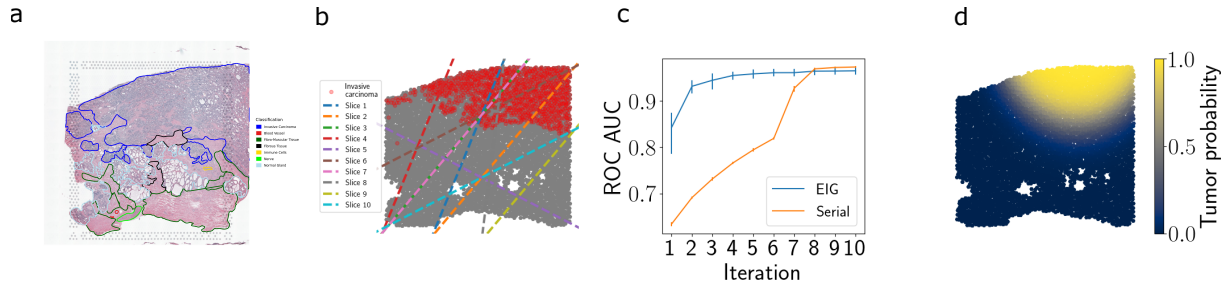 a
b
c
d
Classification
Invasive Carcinoma
Blood Vessel
Fibro-Muscular Tissue
Fibrous Tissue
Immune Cells
Nerve
Normal Gland
Invasive
carcinoma
Slice 1
Slice 2
Slice 3
Slice 4
Slice 5
Slice 6
Slice 7
Slice 8
Slice 9
Slice 10
ROC AUC
0.9
0.8
0.7
EIG
Serial
1 2 3 4 5 6 7 8 9 10
Iteration
1.0
0.5
0.0
Tumor probability